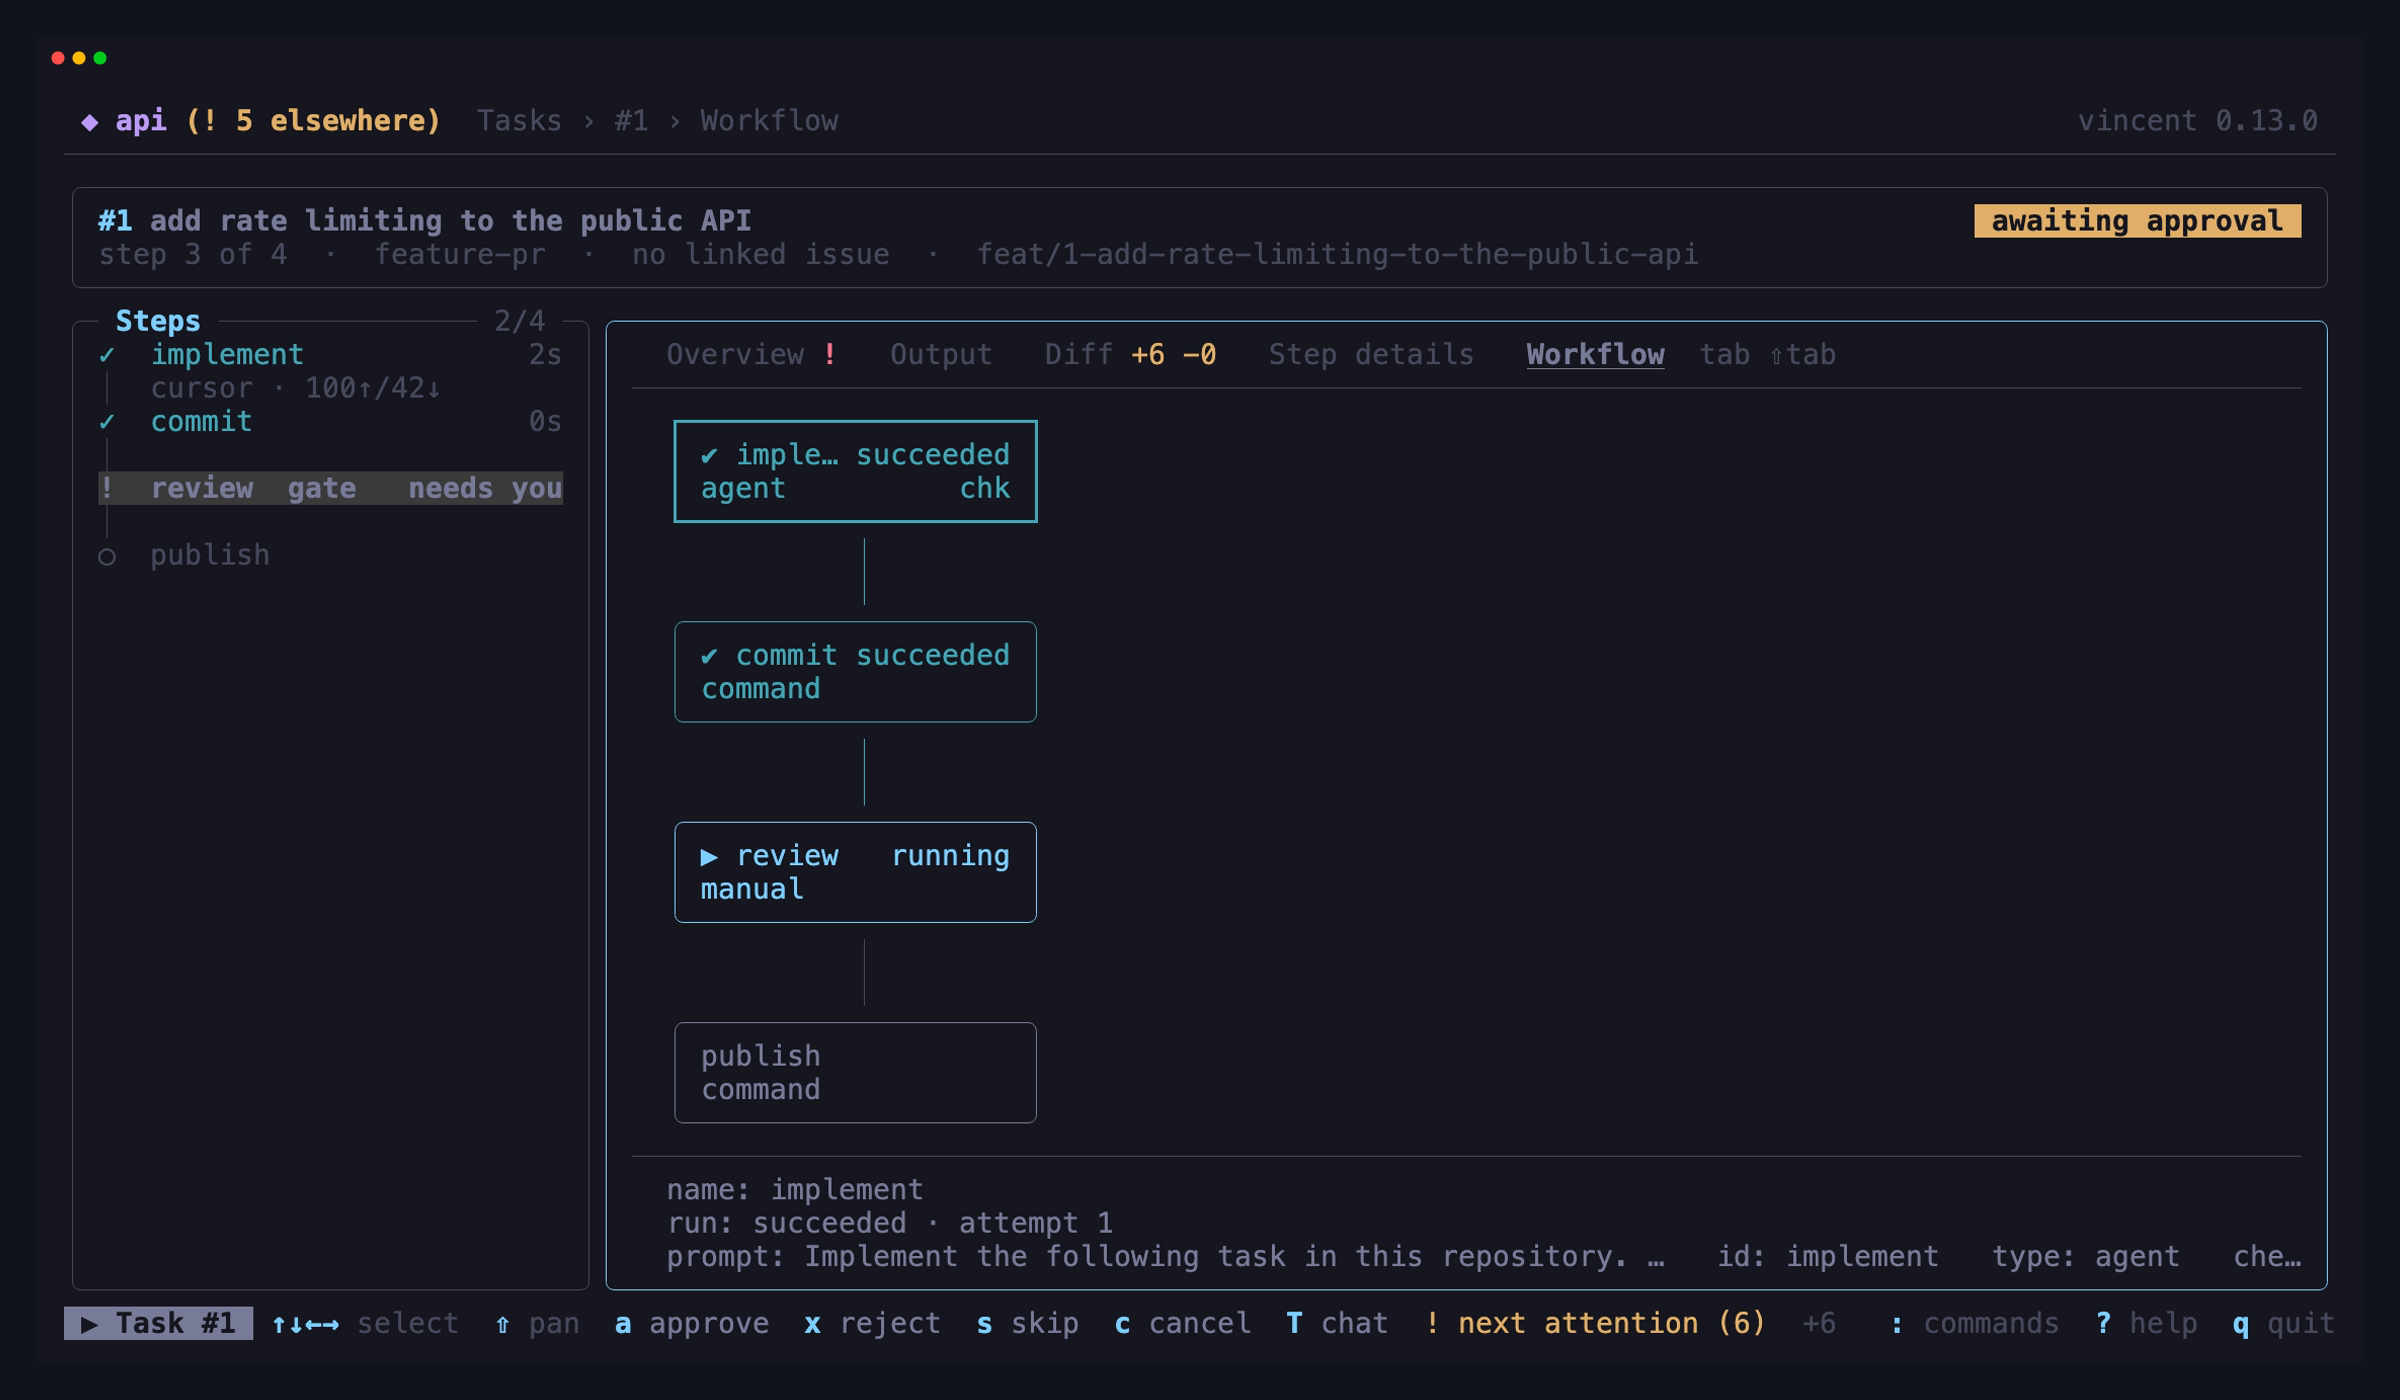 ◆ api (! 5 elsewhere)  Tasks › #1 › Workflow  vincent 0.13.0
#1 add rate limiting to the public API  awaiting approval
step 3 of 4 · feature-pr · no linked issue · feat/1-add-rate-limiting-to-the-public-api
Steps 2/4
✓ implement 2s
cursor · 100↑/42↓
✓ commit 0s
! review gate needs you
○ publish
Overview !  Output  Diff +6 -0  Step details  Workflow  tab ⇧tab
✔ imple… succeeded
agent chk
✔ commit succeeded
command
▶ review running
manual
publish
command
name: implement
run: succeeded · attempt 1
prompt: Implement the following task in this repository. …  id: implement  type: agent  che…
▶ Task #1  ↑↓←→ select  ⇧ pan  a approve  x reject  s skip  c cancel  T chat  ! next attention (6)  +6  : commands  ? help  q quit